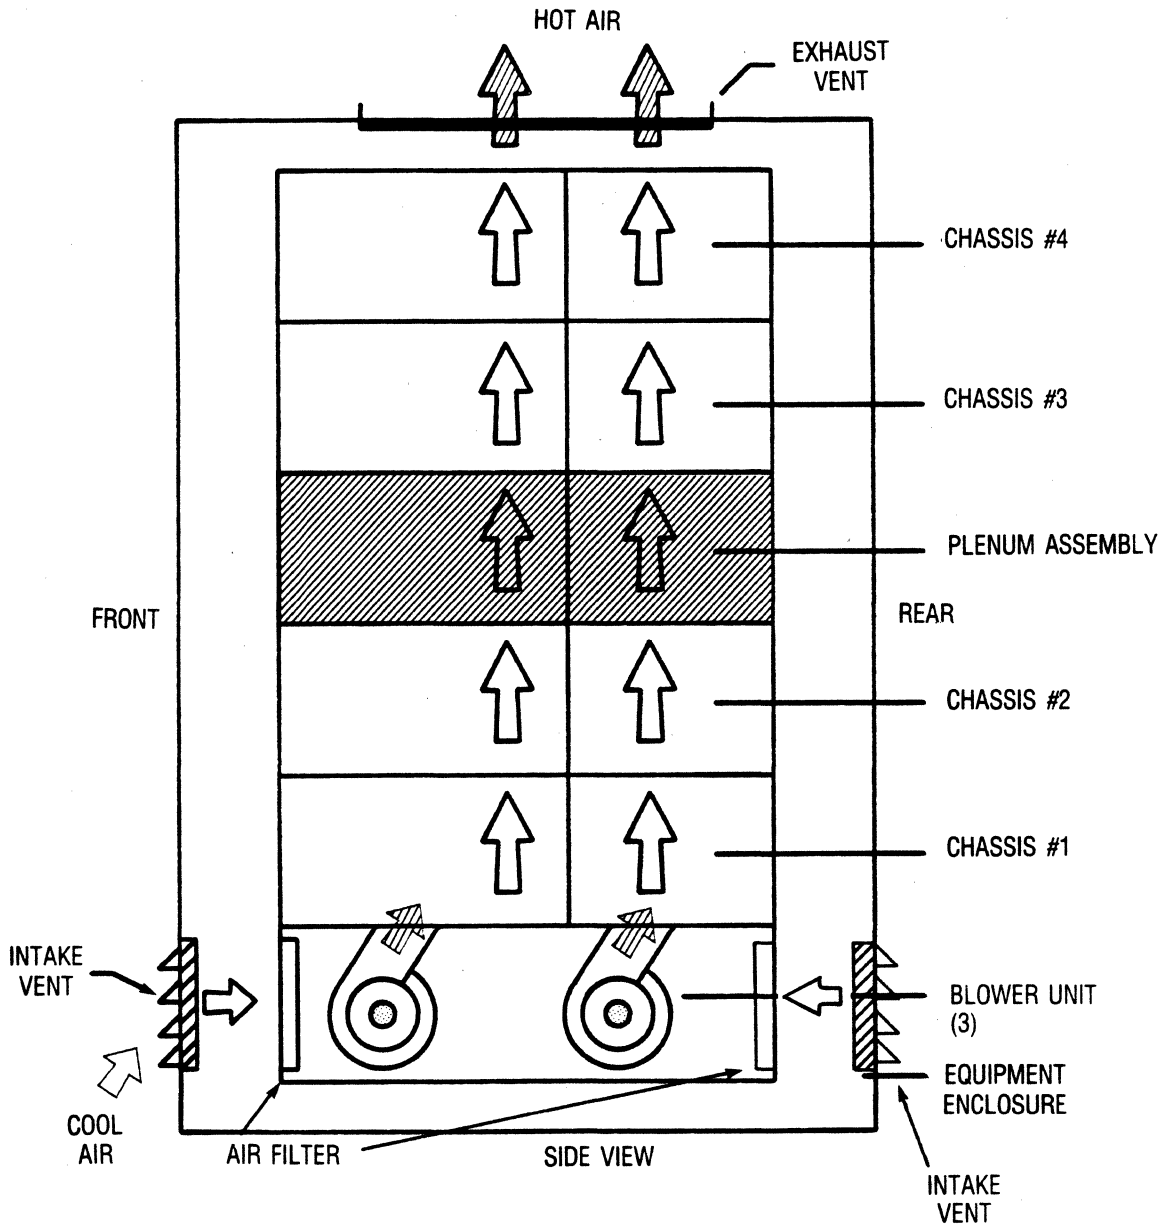 HOT AIR
EXHAUST
VENT
CHASSIS #4
CHASSIS #3
PLENUM ASSEMBLY
FRONT
REAR
CHASSIS #2
CHASSIS #1
INTAKE
VENT
BLOWER UNIT
(3)
EQUIPMENT
ENCLOSURE
COOL
AIR
AIR FILTER
SIDE VIEW
INTAKE
VENT